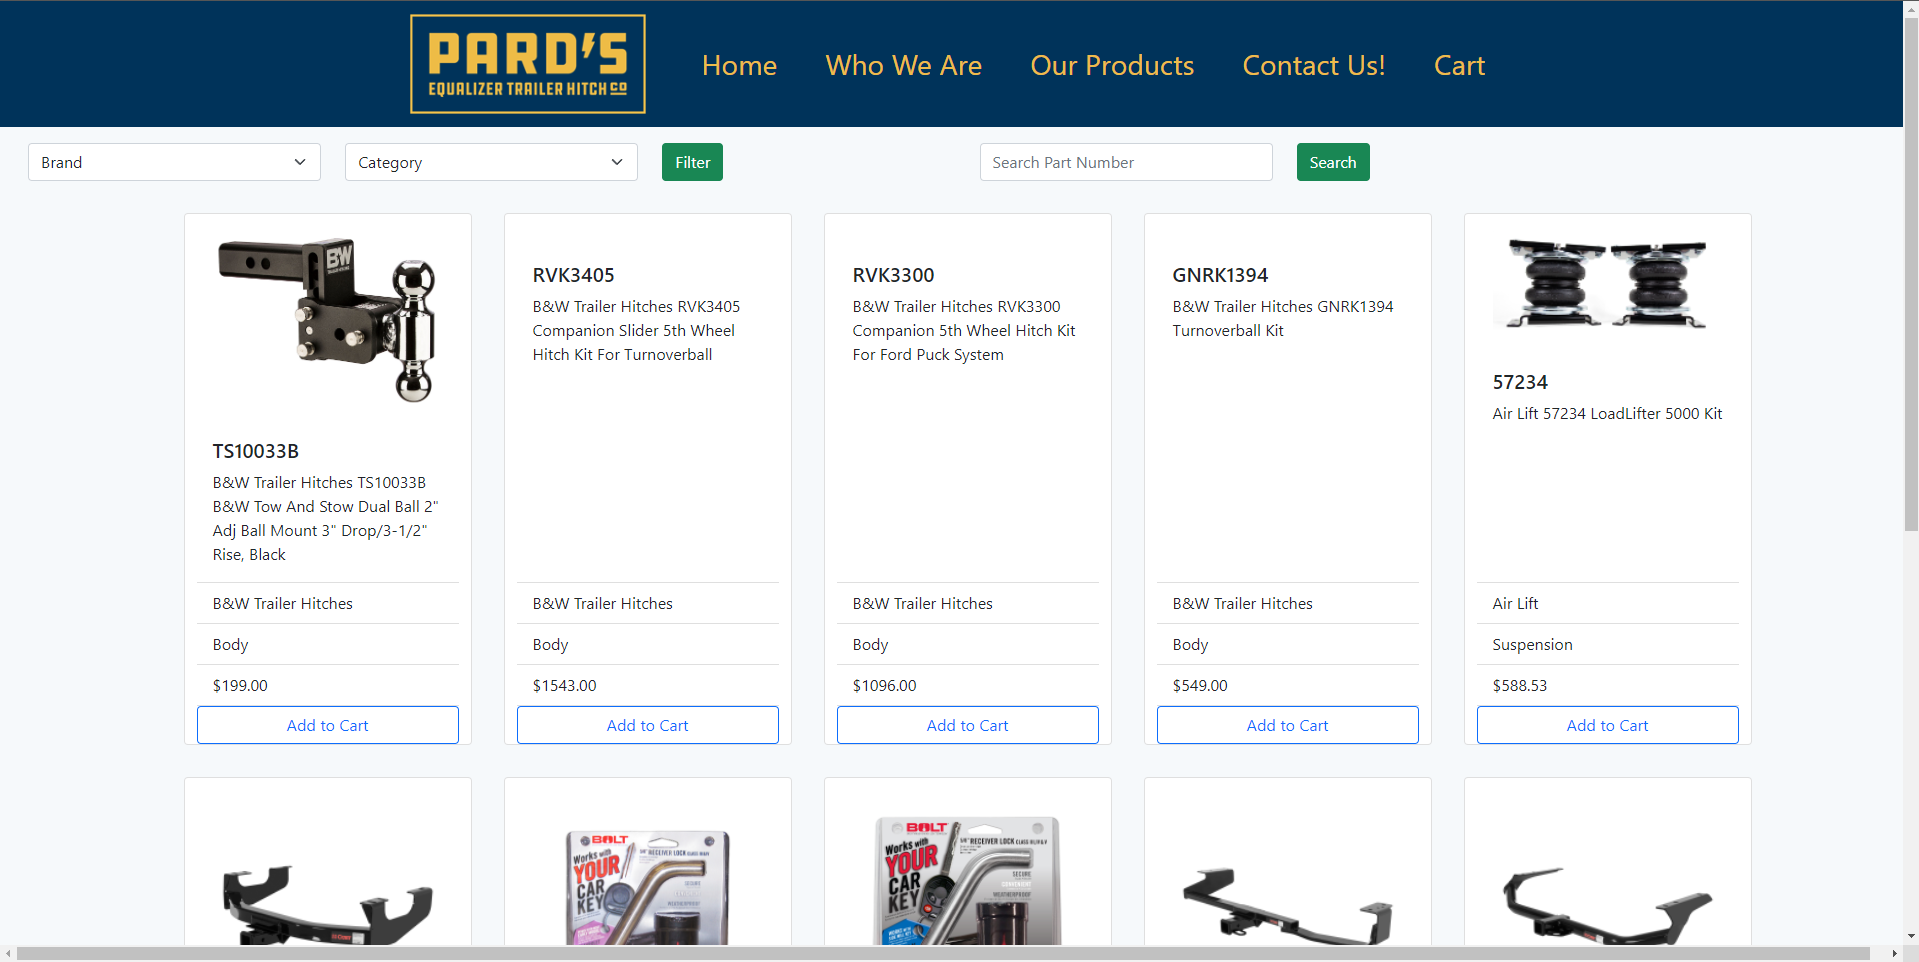 PARD'S
EQUALIZER TRAILER HITCH CO
Home
Who We Are
Our Products
Contact Us!
Cart
Brand
Category
Filter
Search Part Number
Search
BW
TS10033B
B&W Trailer Hitches TS10033B
B&W Tow And Stow Dual Ball 2"
Adj Ball Mount 3" Drop/3-1/2"
Rise, Black
B&W Trailer Hitches
Body
$199.00
Add to Cart
RVK3405
B&W Trailer Hitches RVK3405
Companion Slider 5th Wheel
Hitch Kit For Turnoverball
B&W Trailer Hitches
Body
$1543.00
Add to Cart
RVK3300
B&W Trailer Hitches RVK3300
Companion 5th Wheel Hitch Kit
For Ford Puck System
B&W Trailer Hitches
Body
$1096.00
Add to Cart
GNRK1394
B&W Trailer Hitches GNRK1394
Turnoverball Kit
B&W Trailer Hitches
Body
$549.00
Add to Cart
57234
Air Lift 57234 LoadLifter 5000 Kit
Air Lift
Suspension
$588.53
Add to Cart
BOLT
5/8" RECEIVER LOCK
Works with
YOUR
CAR
KEY
SECURE
WEATHERPROOF
BOLT
5/8" RECEIVER LOCK
Works with
YOUR
CAR
KEY
SECURE
CONVENIENT
WEATHERPROOF